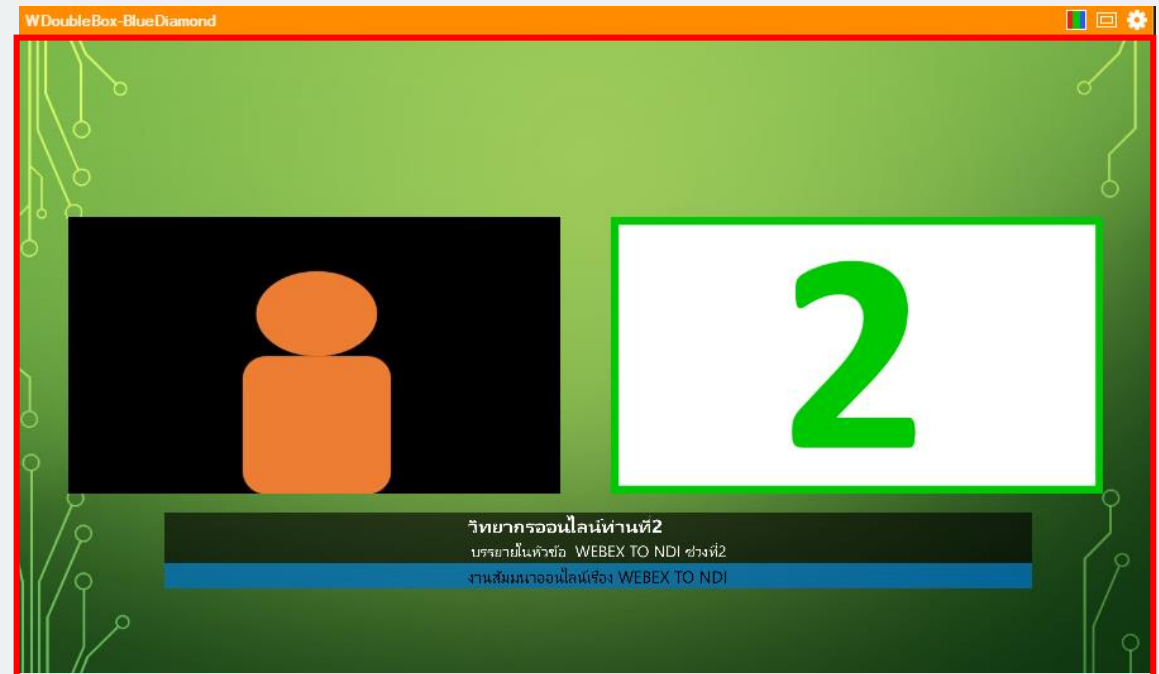 WDoubleBox-BlueDiamond
2
วิทยากรออนไลน์ท่านที่2
บรรยายในหัวข้อ WEBEX TO NDI ช่วงที่2
งานสัมมนาออนไลน์เรื่อง WEBEX TO NDI